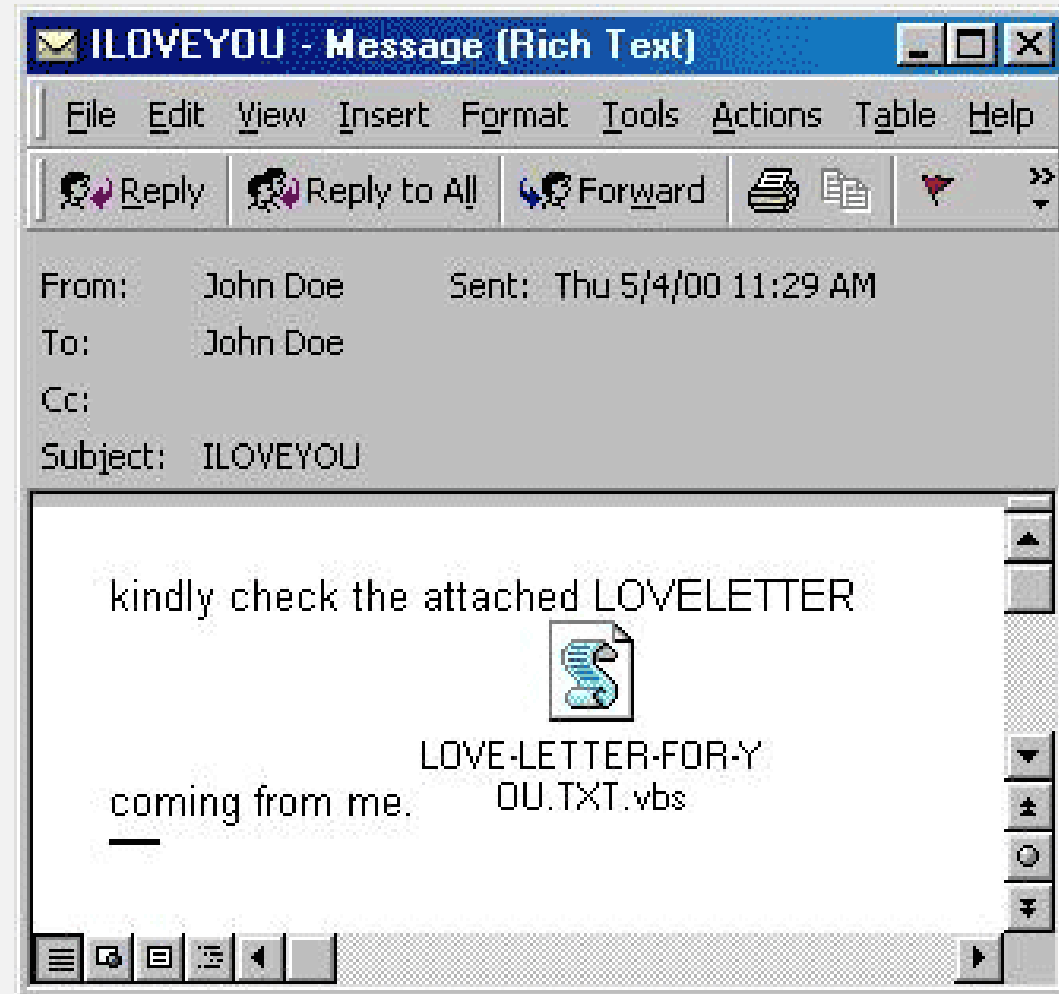 ILOVEYOU - Message (Rich Text)
File Edit View Insert Format Tools Actions Table Help
Reply Reply to All Forward
From: John Doe Sent: Thu 5/4/00 11:29 AM
To: John Doe
Cc:
Subject: ILOVEYOU
kindly check the attached LOVELETTER
LOVE-LETTER-FOR-Y
OU.TXT.vbs
coming from me.